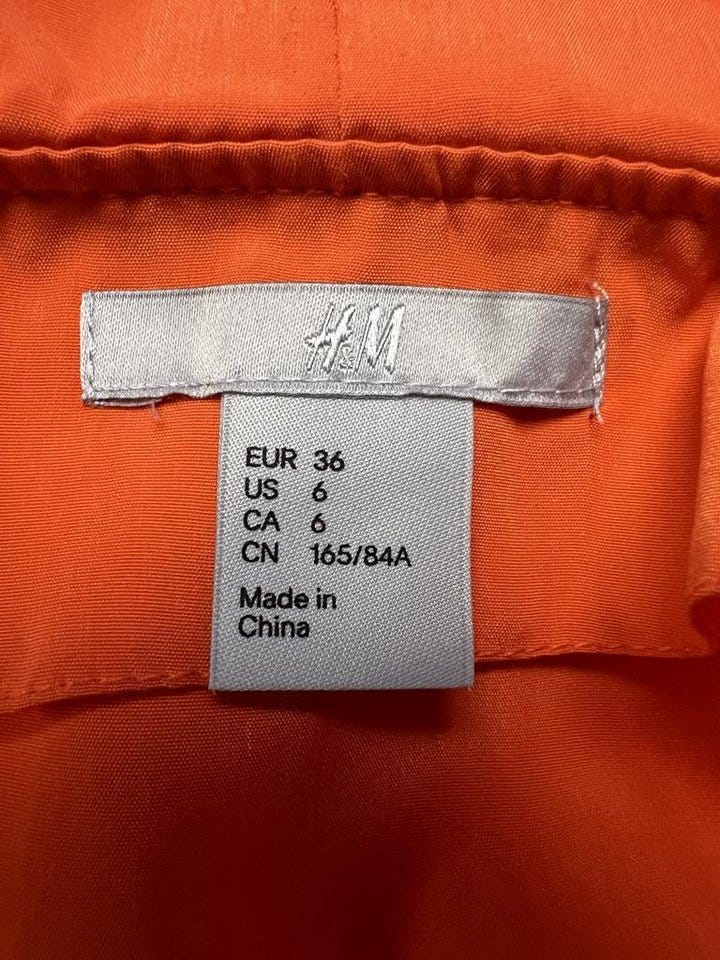 H&M
EUR 36
US 6
CA 6
CN 165/84A
Made in
China